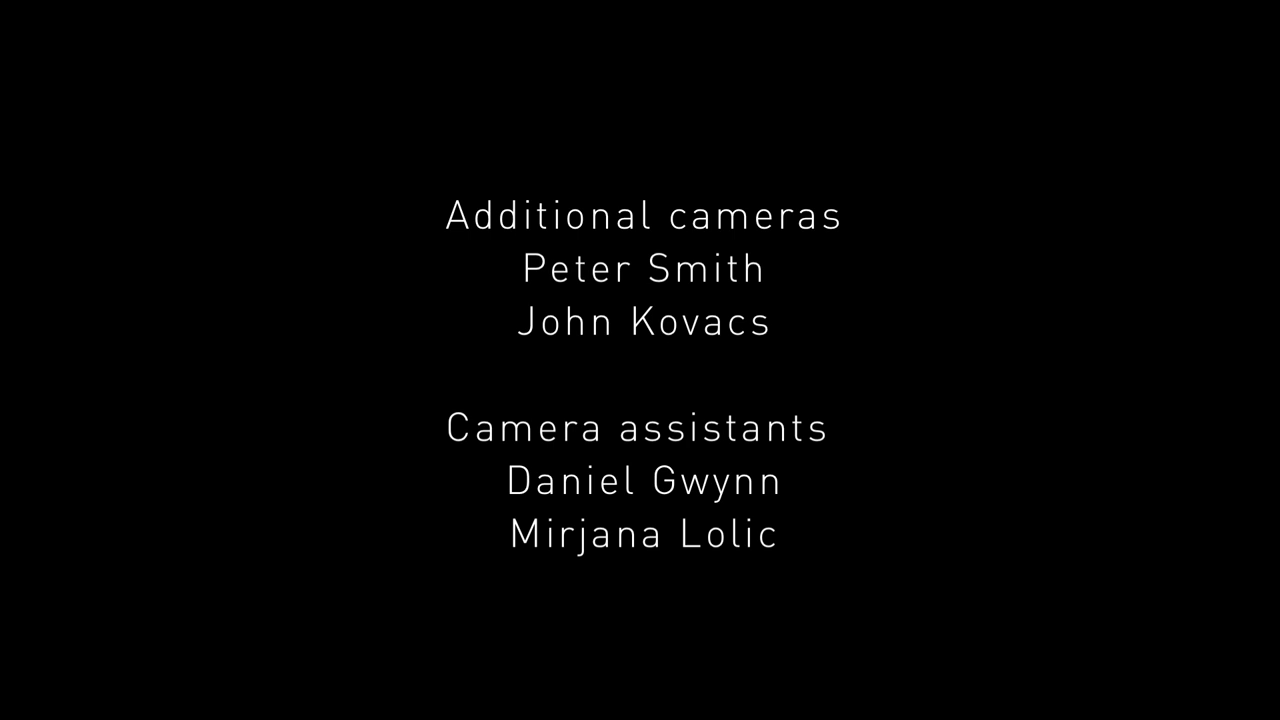 Additional cameras
Peter Smith
John Kovacs
Camera assistants
Daniel Gwynn
Mirjana Lolic